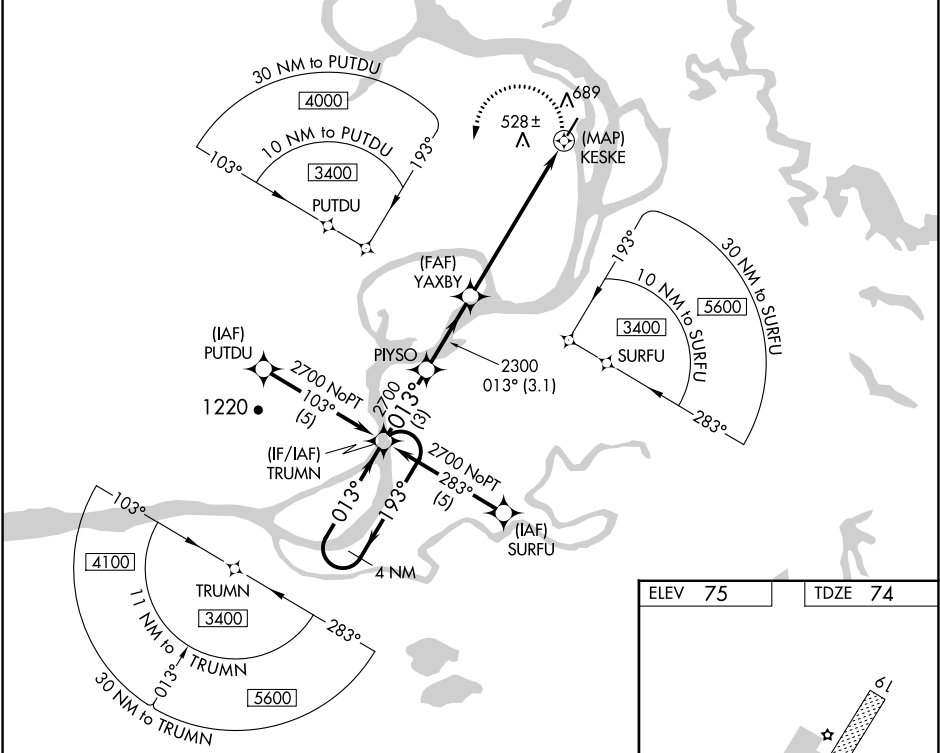 30 NM to PUTDU
4000
10 NM to PUTDU
103°
193°
3400
PUTDU
689
528±
(MAP)
KESKE
193°
30 NM to SURFU
10 NM to SURFU
5600
3400
SURFU
283°
(FAF)
YAXBY
(IAF)
PUTDU
PIYSO
2300
013° (3.1)
2700 NoPT
103°
(5)
2700
013°
(3)
1220
(IF/IAF)
TRUMN
2700 NoPT
283°
(5)
013°
193°
(IAF)
SURFU
4 NM
103°
4100
TRUMN
3400
283°
11 NM to TRUMN
013°
5600
30 NM to TRUMN
ELEV 75
TDZE 74
19